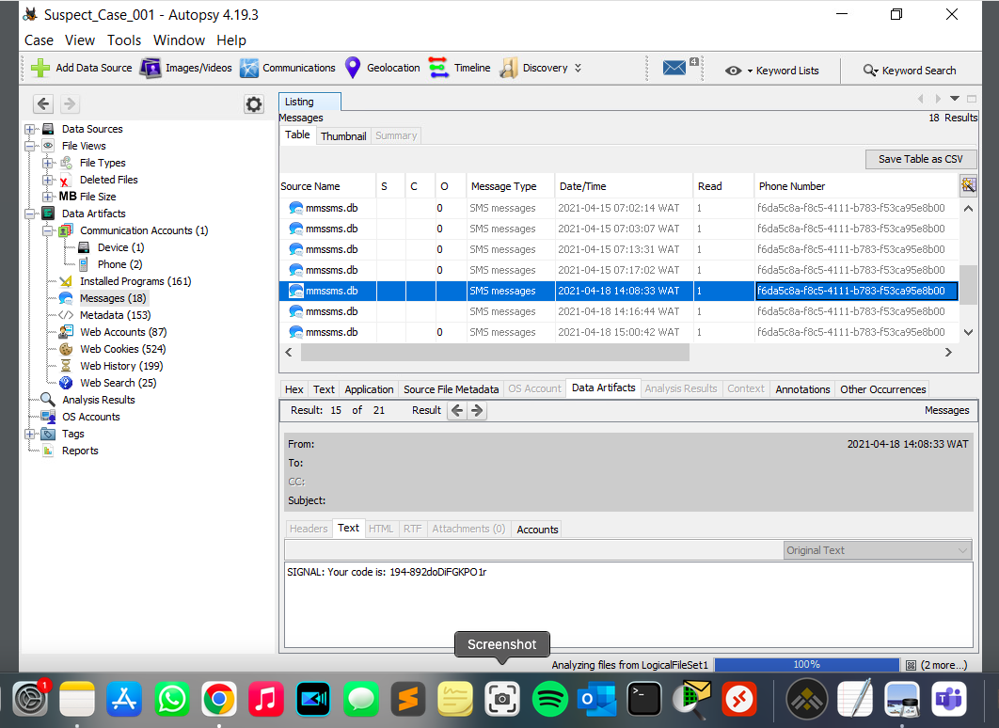 Suspect_Case_001 - Autopsy 4.19.3
Case View Tools Window Help
Add Data Source Images/Videos Communications Geolocation Timeline Discovery 4 Keyword Lists Keyword Search
Listing
Messages 18 Results
Table Thumbnail Summary
Save Table as CSV
Source Name S C O Message Type Date/Time Read Phone Number
mmssms.db 0 SMS messages 2021-04-15 07:02:14 WAT 1 f6da5c8a-f8c5-4111-b783-f53ca95e8b00
mmssms.db 0 SMS messages 2021-04-15 07:03:07 WAT 1 f6da5c8a-f8c5-4111-b783-f53ca95e8b00
mmssms.db 0 SMS messages 2021-04-15 07:13:31 WAT 1 f6da5c8a-f8c5-4111-b783-f53ca95e8b00
mmssms.db 0 SMS messages 2021-04-15 07:17:02 WAT 1 f6da5c8a-f8c5-4111-b783-f53ca95e8b00
mmssms.db SMS messages 2021-04-18 14:08:33 WAT 1 f6da5c8a-f8c5-4111-b783-f53ca95e8b00
mmssms.db SMS messages 2021-04-18 14:16:44 WAT 1 f6da5c8a-f8c5-4111-b783-f53ca95e8b00
mmssms.db 0 SMS messages 2021-04-18 15:00:42 WAT 1 f6da5c8a-f8c5-4111-b783-f53ca95e8b00
Data Sources
File Views
File Types
Deleted Files
MB File Size
Data Artifacts
Communication Accounts (1)
Device (1)
Phone (2)
Installed Programs (161)
Messages (18)
Metadata (153)
Web Accounts (87)
Web Cookies (524)
Web History (199)
Web Search (25)
Analysis Results
OS Accounts
Tags
Reports
Hex Text Application Source File Metadata OS Account Data Artifacts Analysis Results Context Annotations Other Occurrences
Result: 15 of 21 Result Messages
From: 2021-04-18 14:08:33 WAT
To:
CC:
Subject:
Headers Text HTML RTF Attachments (0) Accounts
Original Text
SIGNAL: Your code is: 194-892doDiFGKPO1r
Screenshot
Analyzing files from LogicalFileSet1 100% (2 more...)
1